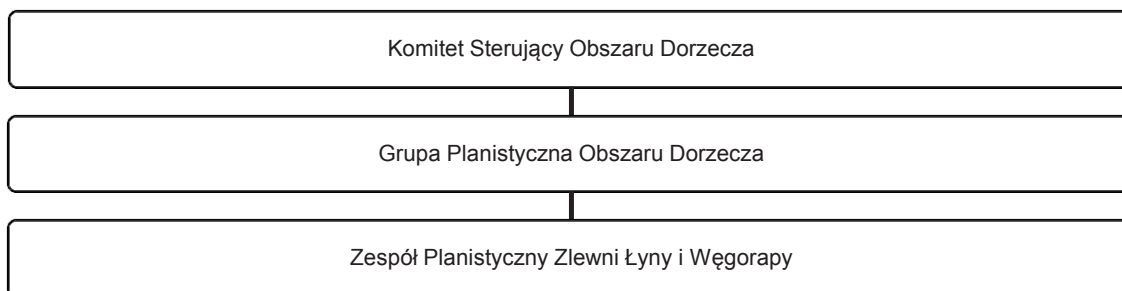 Komitet Sterujący Obszaru Dorzecza
Grupa Planistyczna Obszaru Dorzecza
Zespół Planistyczny Zlewni Łyny i Węgorapy